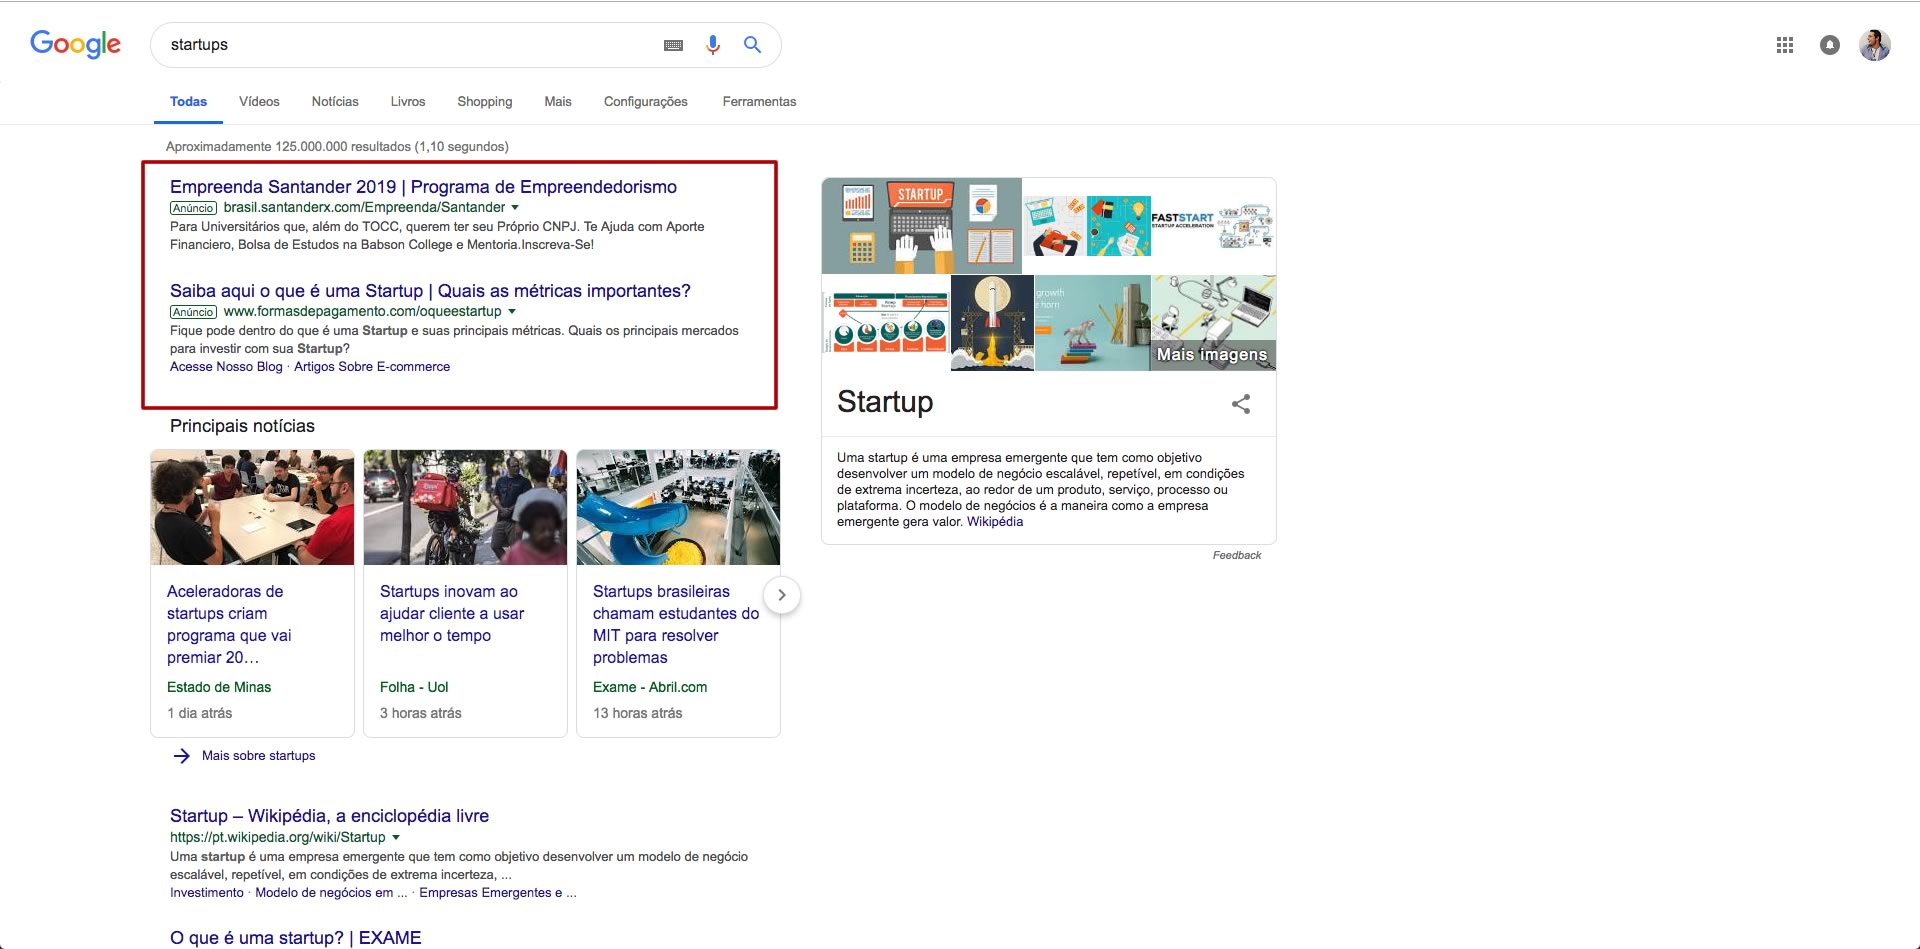 Google
startups
Todas
Vídeos
Notícias
Livros
Shopping
Mais
Configurações
Ferramentas
Aproximadamente 125.000.000 resultados (1,10 segundos)
Empreenda Santander 2019 | Programa de Empreendedorismo
Anúncio brasil.santanderx.com/Empreenda/Santander
Para Universitários que, além do TOCC, querem ter seu Próprio CNPJ. Te Ajuda com Aporte
Financeiro, Bolsa de Estudos na Babson College e Mentoria.Inscreva-Se!
Saiba aqui o que é uma Startup | Quais as métricas importantes?
Anúncio www.formasdepagamento.com/oqueestartup
Fique pode dentro do que é uma Startup e suas principais métricas. Quais os principais mercados
para investir com sua Startup?
Acesse Nosso Blog · Artigos Sobre E-commerce
Principais notícias
Aceleradoras de
startups criam
programa que vai
premiar 20…
Estado de Minas
1 dia atrás
Startups inovam ao
ajudar cliente a usar
melhor o tempo
Folha - Uol
3 horas atrás
Startups brasileiras
chamam estudantes do
MIT para resolver
problemas
Exame - Abril.com
13 horas atrás
Mais sobre startups
Startup – Wikipédia, a enciclopédia livre
https://pt.wikipedia.org/wiki/Startup
Uma startup é uma empresa emergente que tem como objetivo desenvolver um modelo de negócio
escalável, repetível, em condições de extrema incerteza, ...
Investimento · Modelo de negócios em ... · Empresas Emergentes e ...
O que é uma startup? | EXAME
STARTUP
FASTSTART
STARTUP ACCELERATION
growth
Mais imagens
Startup
Uma startup é uma empresa emergente que tem como objetivo
desenvolver um modelo de negócio escalável, repetível, em condições
de extrema incerteza, ao redor de um produto, serviço, processo ou
plataforma. O modelo de negócios é a maneira como a empresa
emergente gera valor. Wikipédia
Feedback